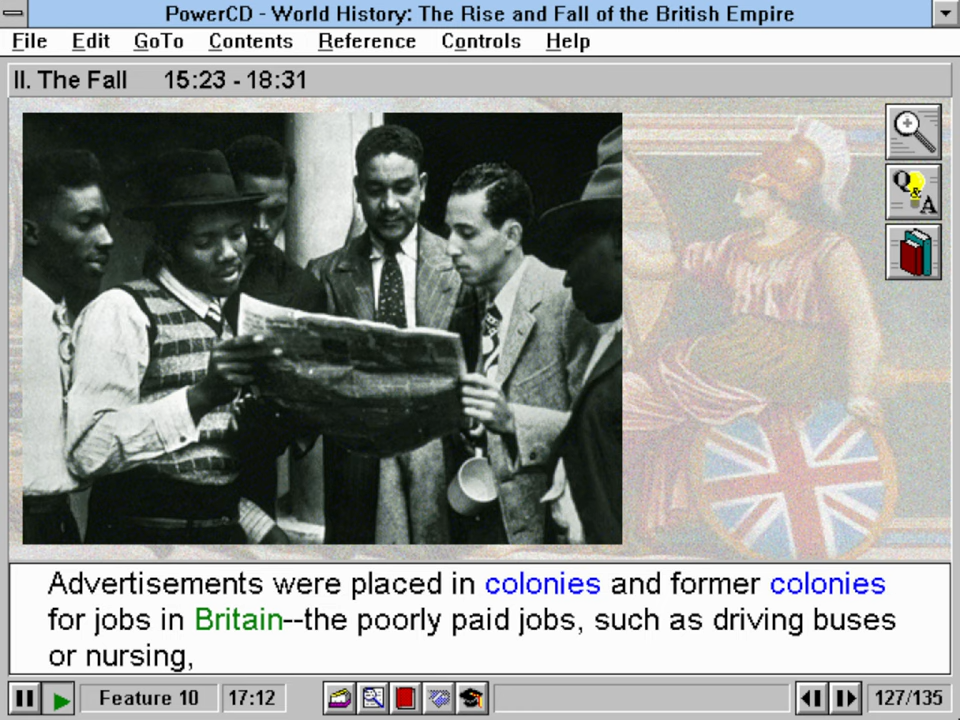 PowerCD - World History: The Rise and Fall of the British Empire
File Edit GoTo Contents Reference Controls Help
II. The Fall 15:23 - 18:31
Q & A
Advertisements were placed in colonies and former colonies
for jobs in Britain--the poorly paid jobs, such as driving buses
or nursing,
Feature 10 17:12 127/135